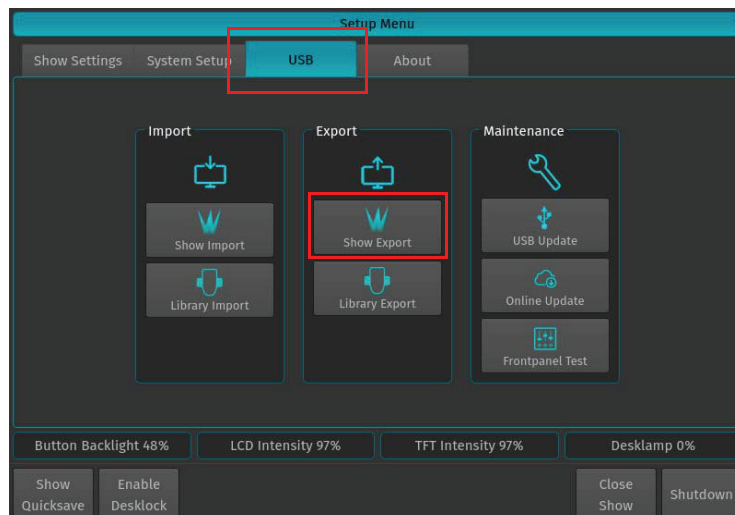 Setup Menu
Show Settings
System Setup
USB
About
Import
Show Import
Library Import
Export
Show Export
Library Export
Maintenance
USB Update
Online Update
Frontpanel Test
Button Backlight 48%
LCD Intensity 97%
TFT Intensity 97%
Desklamp 0%
Show
Quicksave
Enable
Desklock
Close
Show
Shutdown